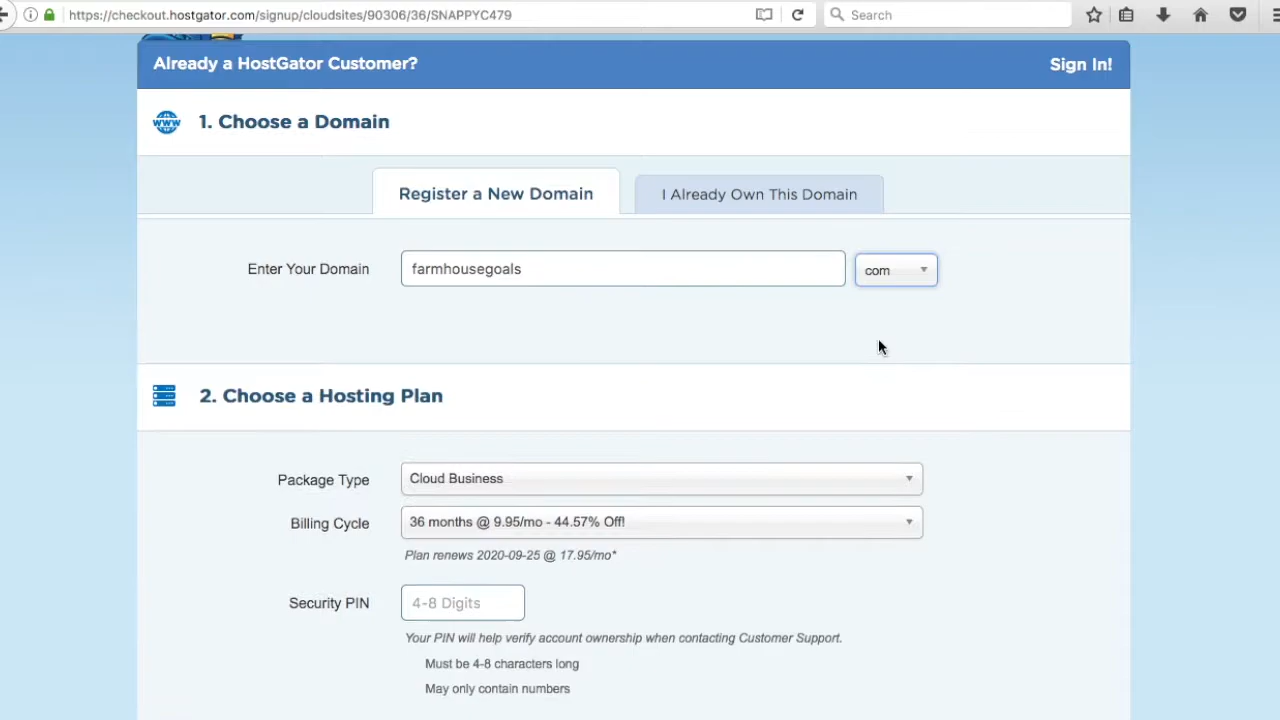 https://checkout.hostgator.com/signup/cloudsites/90306/36/SNAPPYC479
Search
Already a HostGator Customer?
Sign In!
WWW
1. Choose a Domain
Register a New Domain
I Already Own This Domain
Enter Your Domain
farmhousegoals
com
2. Choose a Hosting Plan
Package Type
Cloud Business
Billing Cycle
36 months @ 9.95/mo - 44.57% Off!
Plan renews 2020-09-25 @ 17.95/mo*
Security PIN
4-8 Digits
Your PIN will help verify account ownership when contacting Customer Support.
Must be 4-8 characters long
May only contain numbers